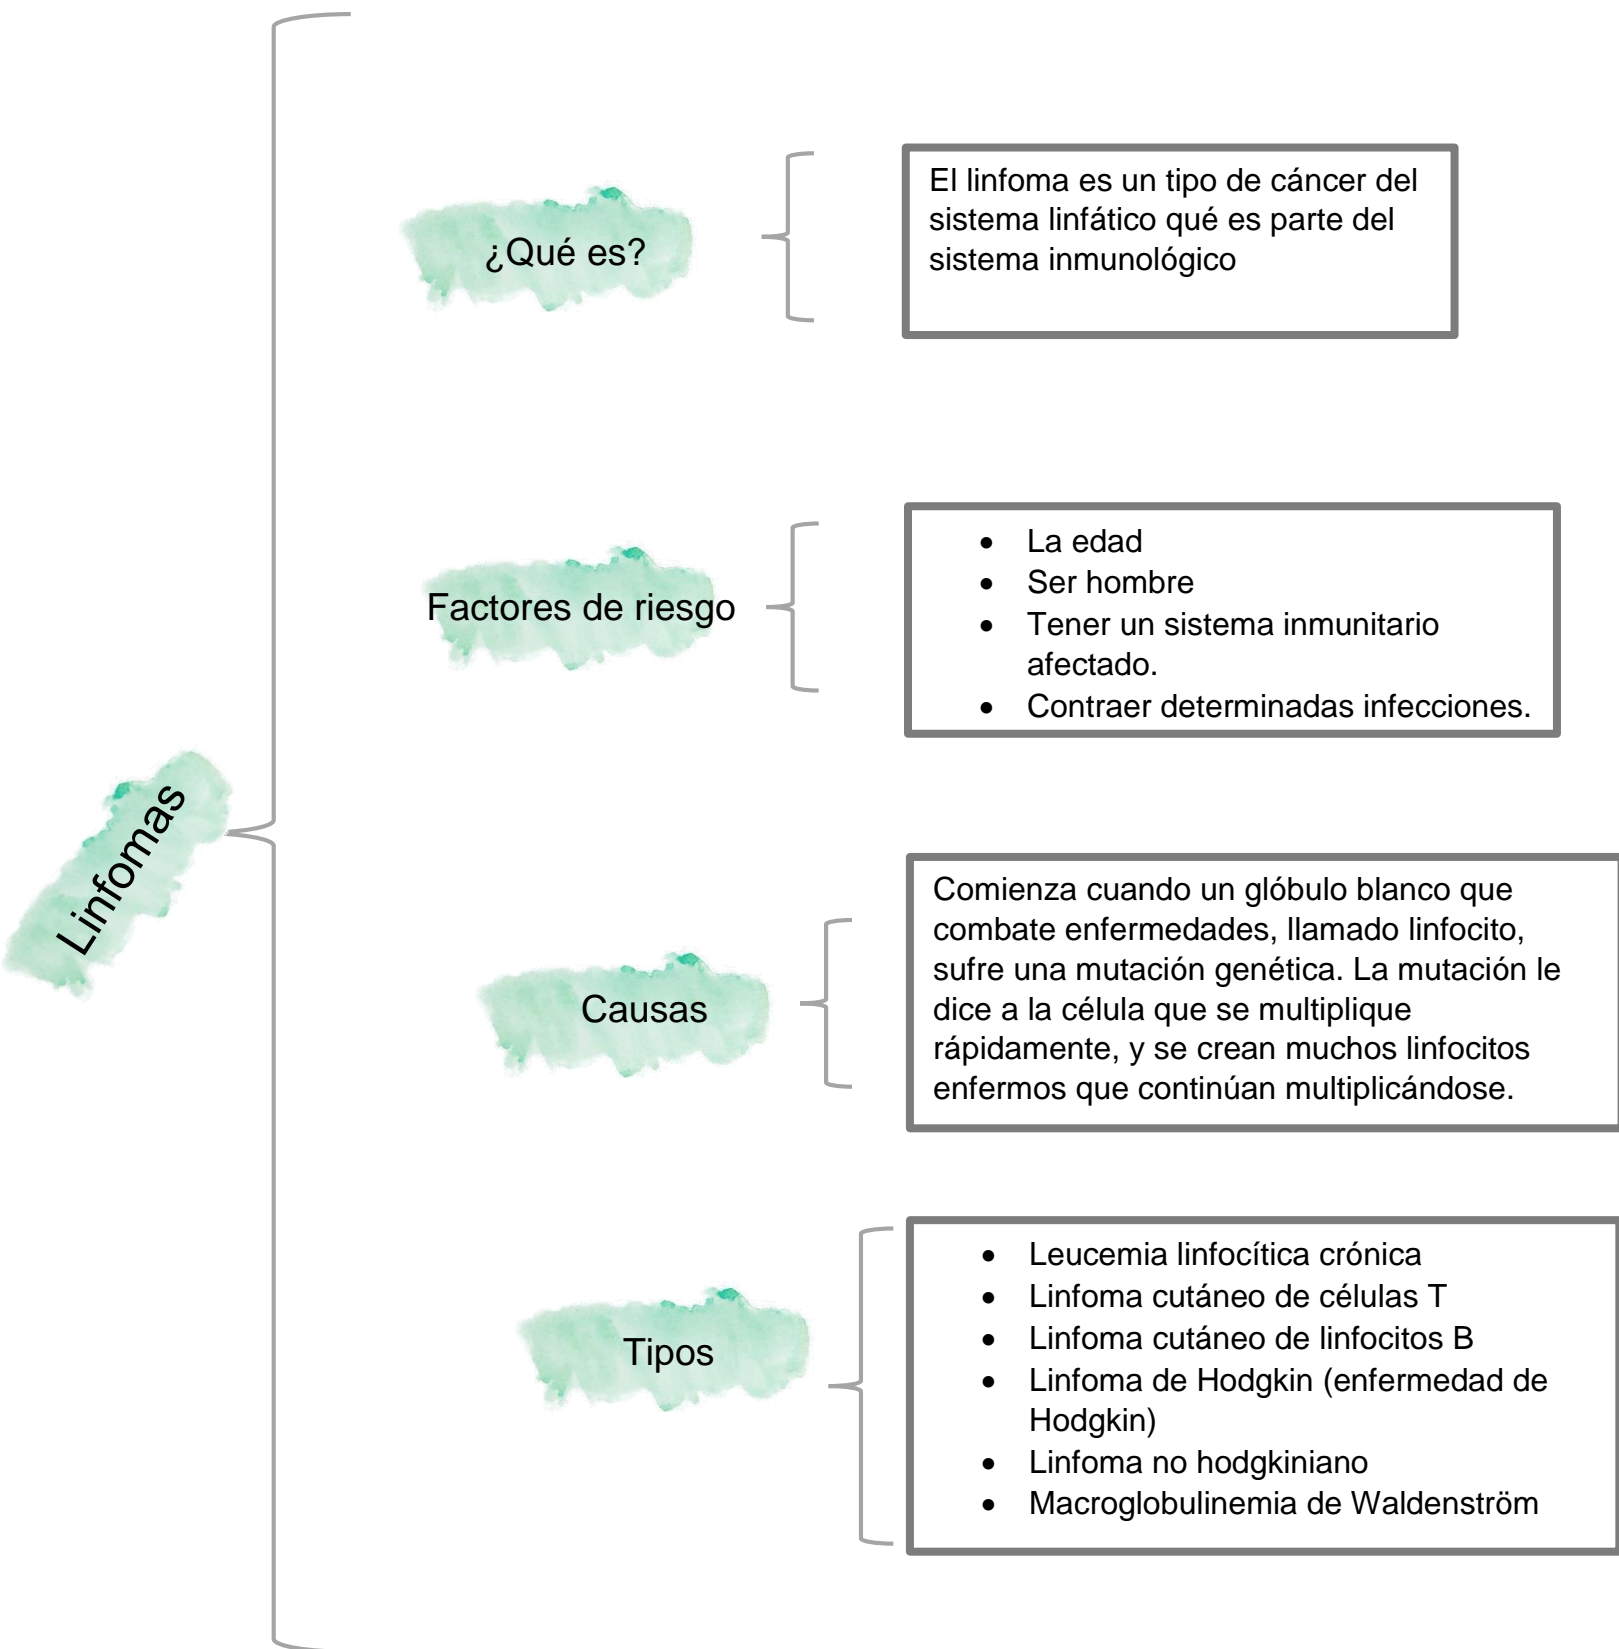 ¿Qué es?
El linfoma es un tipo de cáncer del
sistema linfático qué es parte del
sistema inmunológico
Factores de riesgo
• La edad
• Ser hombre
• Tener un sistema inmunitario
afectado.
• Contraer determinadas infecciones.
Linfomas
Causas
Comienza cuando un glóbulo blanco que
combate enfermedades, llamado linfocito,
sufre una mutación genética. La mutación le
dice a la célula que se multiplique
rápidamente, y se crean muchos linfocitos
enfermos que continúan multiplicándose.
Tipos
• Leucemia linfocítica crónica
• Linfoma cutáneo de células T
• Linfoma cutáneo de linfocitos B
• Linfoma de Hodgkin (enfermedad de
Hodgkin)
• Linfoma no hodgkiniano
• Macroglobulinemia de Waldenström